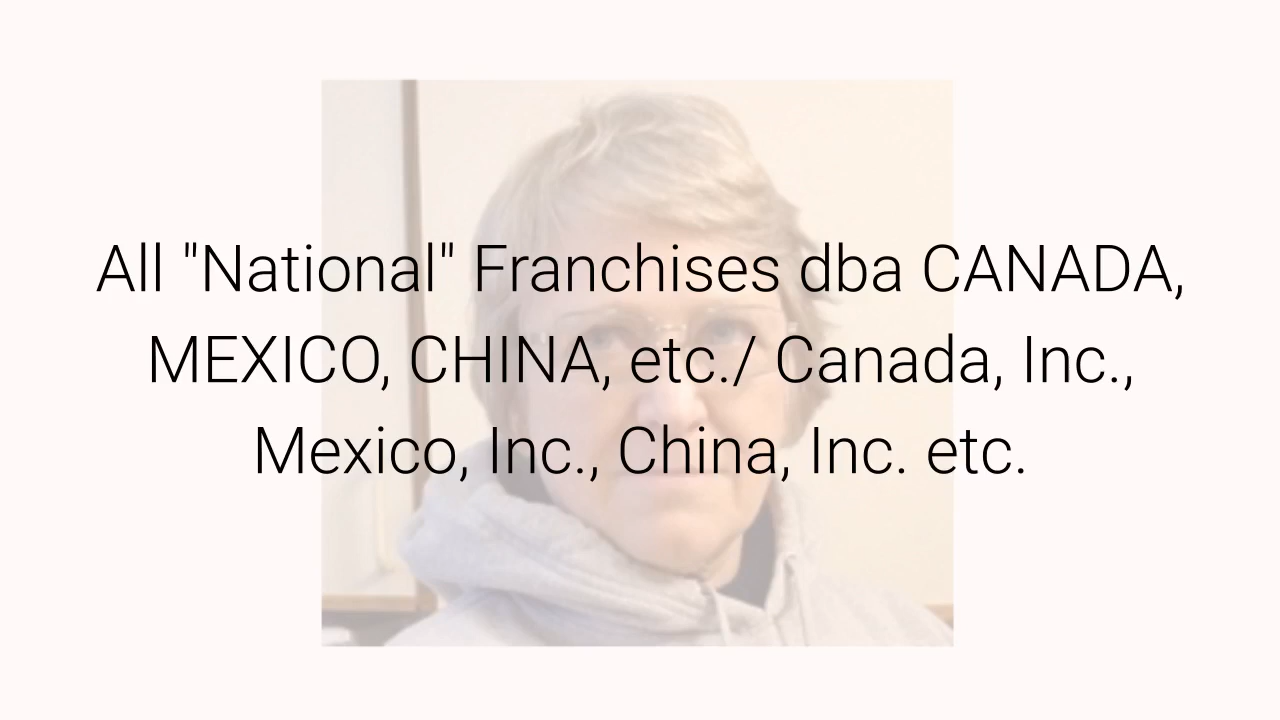 All "National" Franchises dba CANADA,
MEXICO, CHINA, etc./ Canada, Inc.,
Mexico, Inc., China, Inc. etc.